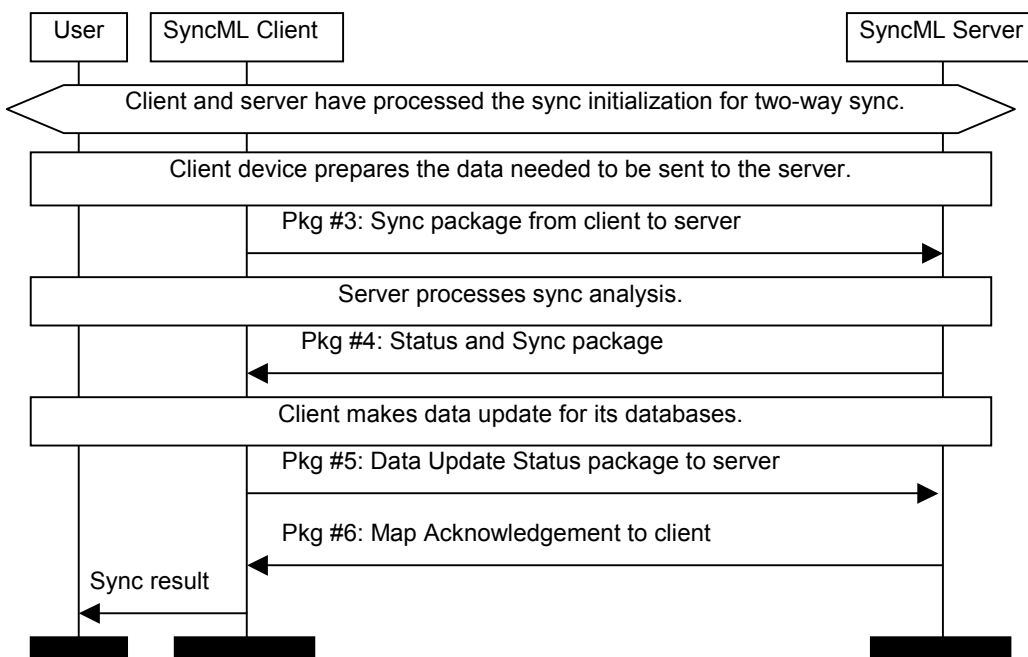 User
SyncML Client
SyncML Server
Client and server have processed the sync initialization for two-way sync.
Client device prepares the data needed to be sent to the server.
Pkg #3: Sync package from client to server
Server processes sync analysis.
Pkg #4: Status and Sync package
Client makes data update for its databases.
Pkg #5: Data Update Status package to server
Pkg #6: Map Acknowledgement to client
Sync result